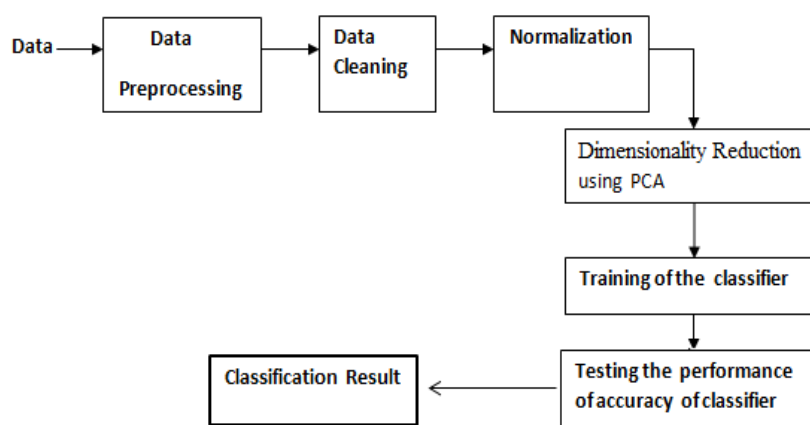 Data
Data
Preprocessing
Data
Cleaning
Normalization
Dimensionality Reduction
using PCA
Training of the classifier
Testing the performance
of accuracy of classifier
Classification Result